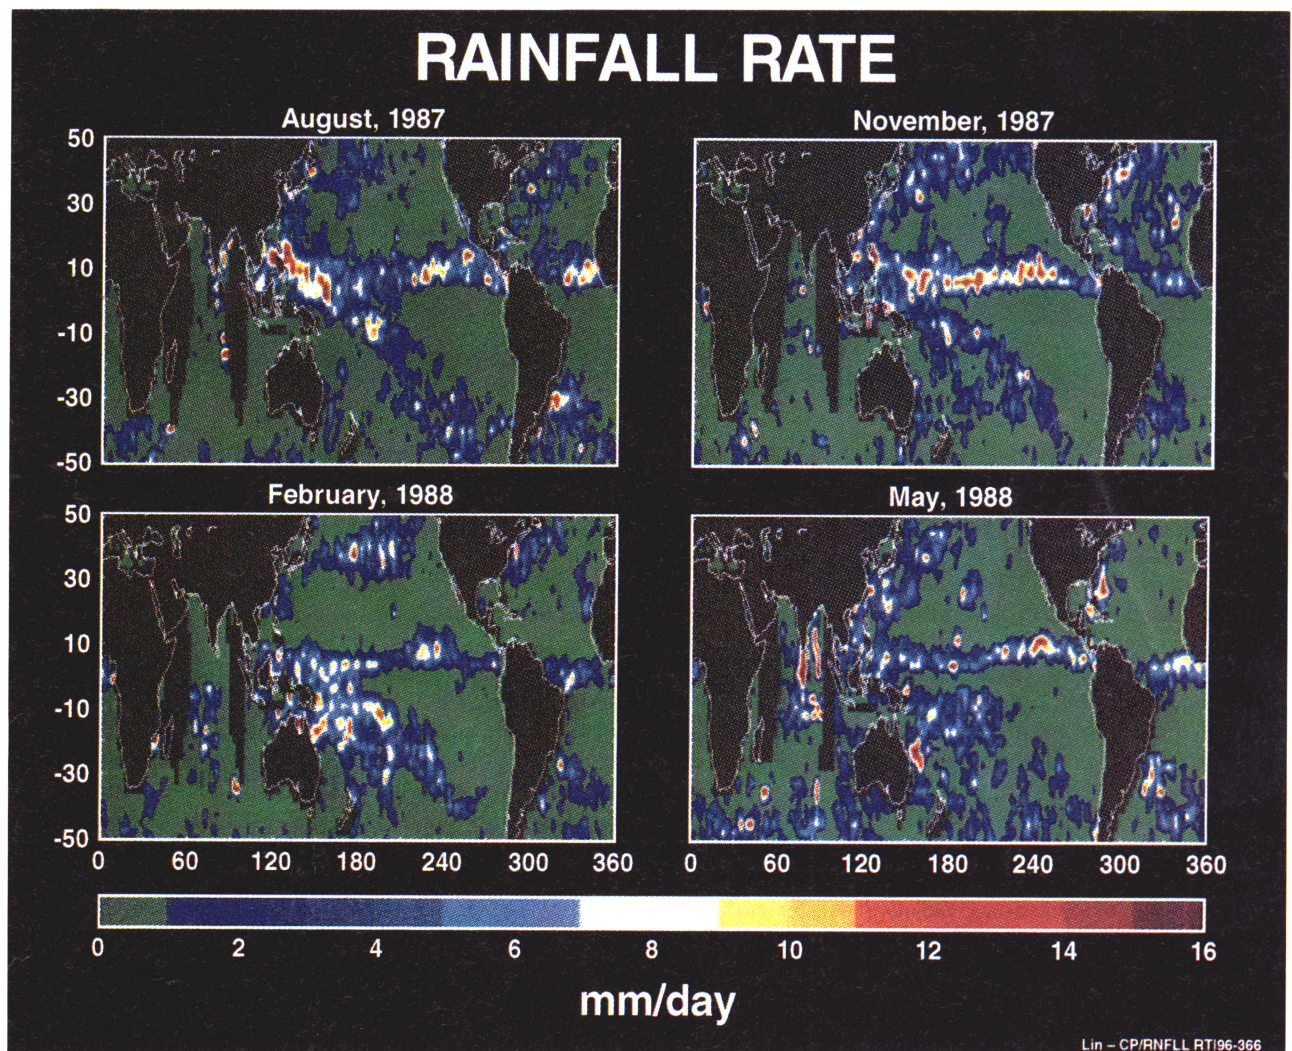 RAINFALL RATE
August, 1987
November, 1987
50
30
10
-10
-30
-50
February, 1988
May, 1988
50
30
10
-10
-30
-50
0 60 120 180 240 300 360
0 60 120 180 240 300 360
0 2 4 6 8 10 12 14 16
mm/day
Lin – CP/RNFLL RT|96-366